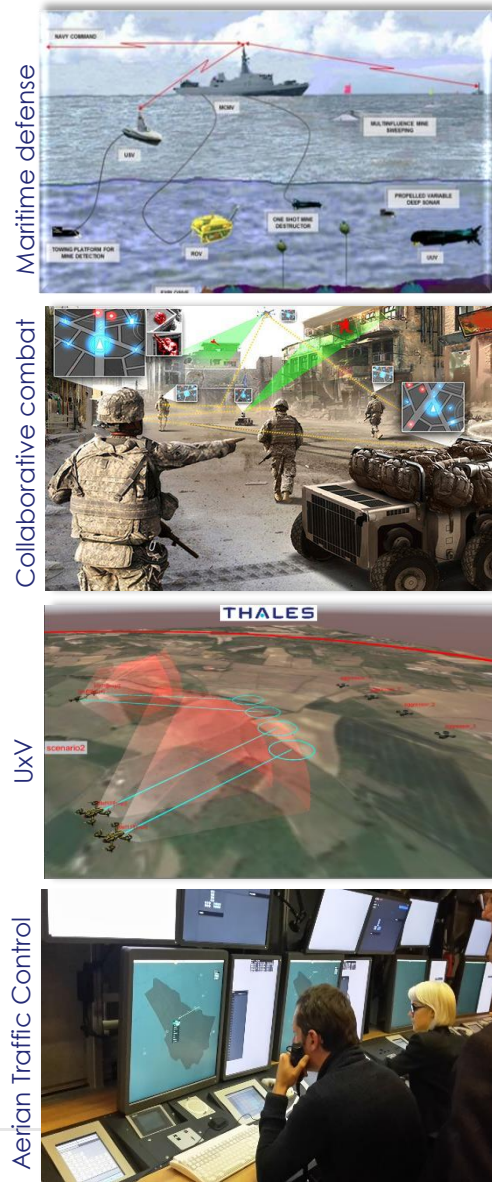 Maritime defense
NAVY COMMAND
MCMV
USV
MULTIINFLUENCE MINE
SWEEPING
PROPELLED VARIABLE
DEEP SONAR
ONE SHOT MINE
DESTRUCTOR
TOWING PLATFORM FOR
MINE DETECTION
ROV
UUV
Collaborative combat
THALES
UxV
scenario2
Aerian Traffic Control